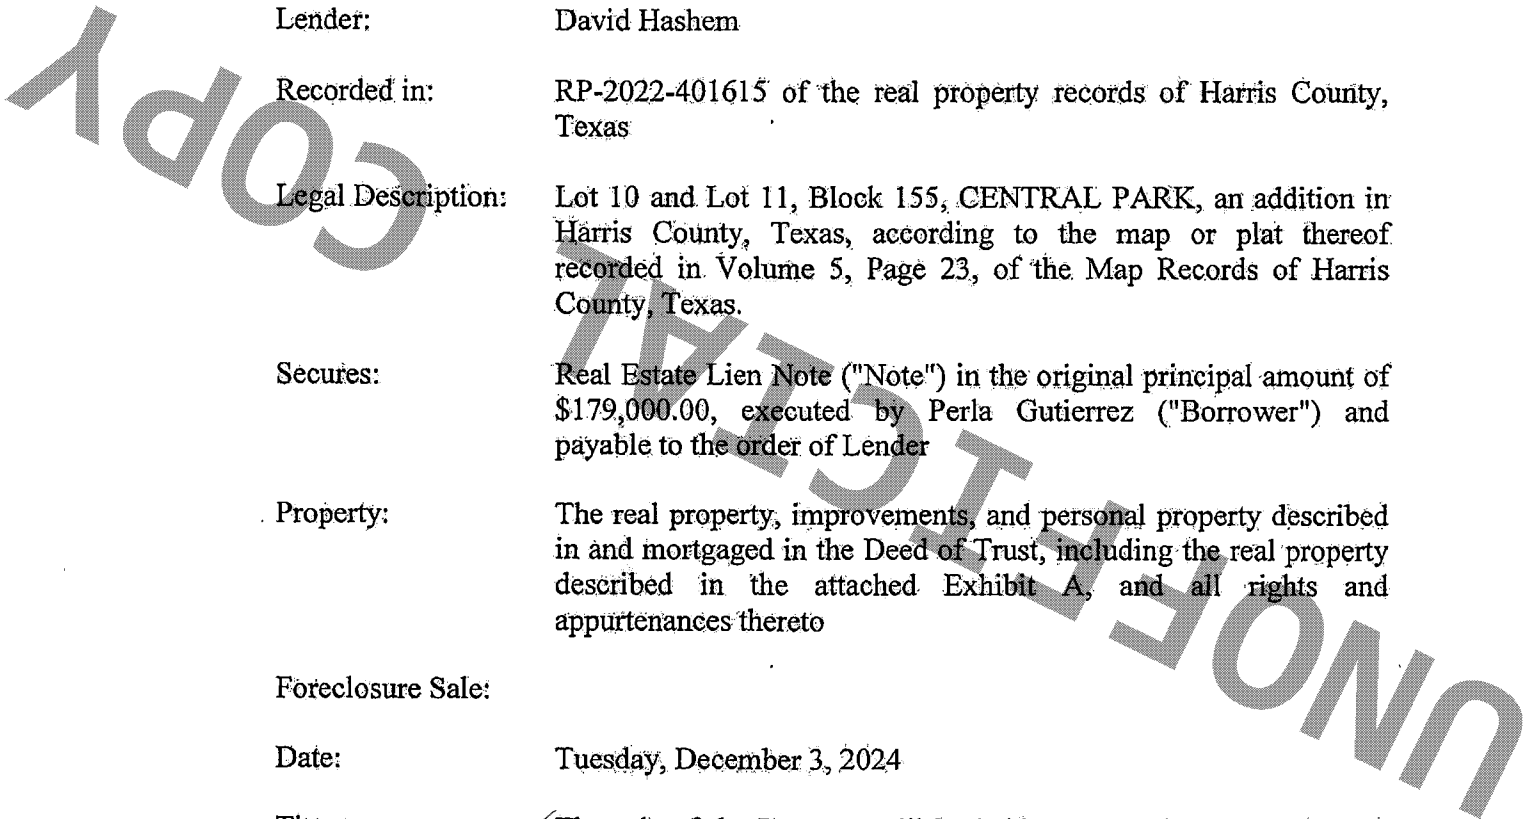 Lender: David Hashem
Recorded in: RP-2022-401615 of the real property records of Harris County,
Texas
Legal Description: Lot 10 and Lot 11, Block 155, CENTRAL PARK, an addition in
Harris County, Texas, according to the map or plat thereof
recorded in Volume 5, Page 23, of the Map Records of Harris
County, Texas.
Secures: Real Estate Lien Note ("Note") in the original principal amount of
$179,000.00, executed by Perla Gutierrez ("Borrower") and
payable to the order of Lender
Property: The real property, improvements, and personal property described
in and mortgaged in the Deed of Trust, including the real property
described in the attached Exhibit A, and all rights and
appurtenances thereto
Foreclosure Sale:
Date: Tuesday, December 3, 2024
UNOFFICIAL COPY